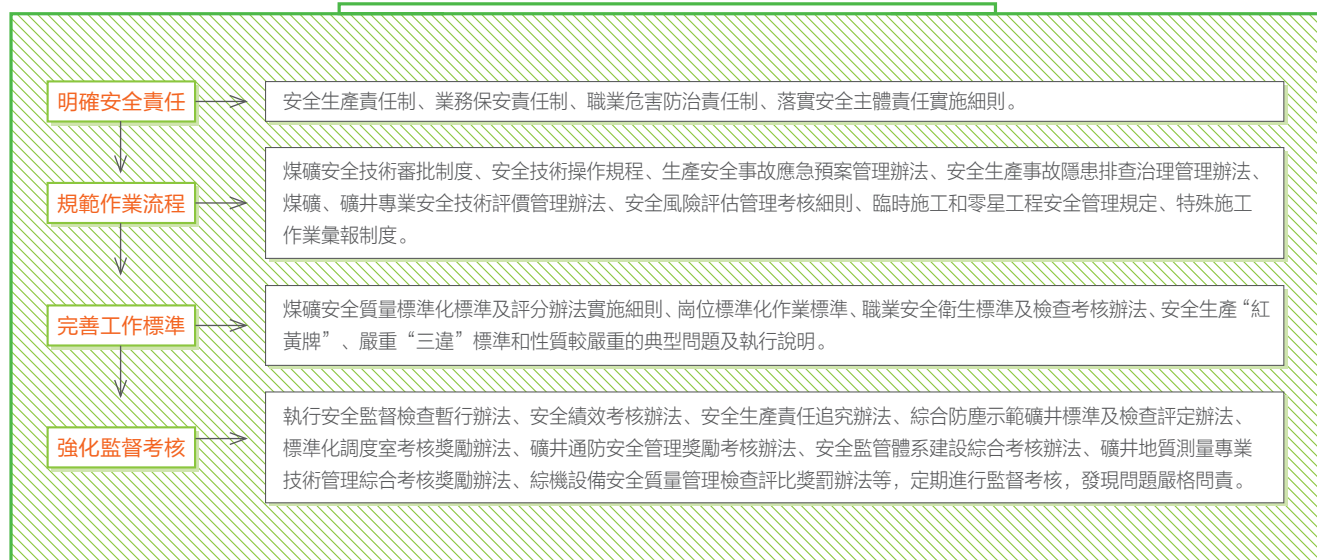 明確安全責任
安全生產責任制、業務保安責任制、職業危害防治責任制、落實安全主體責任實施細則。
規範作業流程
煤礦安全技術審批制度、安全技術操作規程、生產安全事故應急預案管理辦法、安全生產事故隱患排查治理管理辦法、
煤礦、礦井專業安全技術評價管理辦法、安全風險評估管理考核細則、臨時施工和零星工程安全管理規定、特殊施工
作業彙報制度。
完善工作標準
煤礦安全質量標準化標準及評分辦法實施細則、崗位標準化作業標準、職業安全衛生標準及檢查考核辦法、安全生產“紅
黃牌”、嚴重“三違”標準和性質較嚴重的典型問題及執行說明。
強化監督考核
執行安全監督檢查暫行辦法、安全績效考核辦法、安全生產責任追究辦法、綜合防塵示範礦井標準及檢查評定辦法、
標準化調度室考核獎勵辦法、礦井通防安全管理獎勵考核辦法、安全監管體系建設綜合考核辦法、礦井地質測量專業
技術管理綜合考核獎勵辦法、綜機設備安全質量管理檢查評比獎罰辦法等，定期進行監督考核，發現問題嚴格問責。